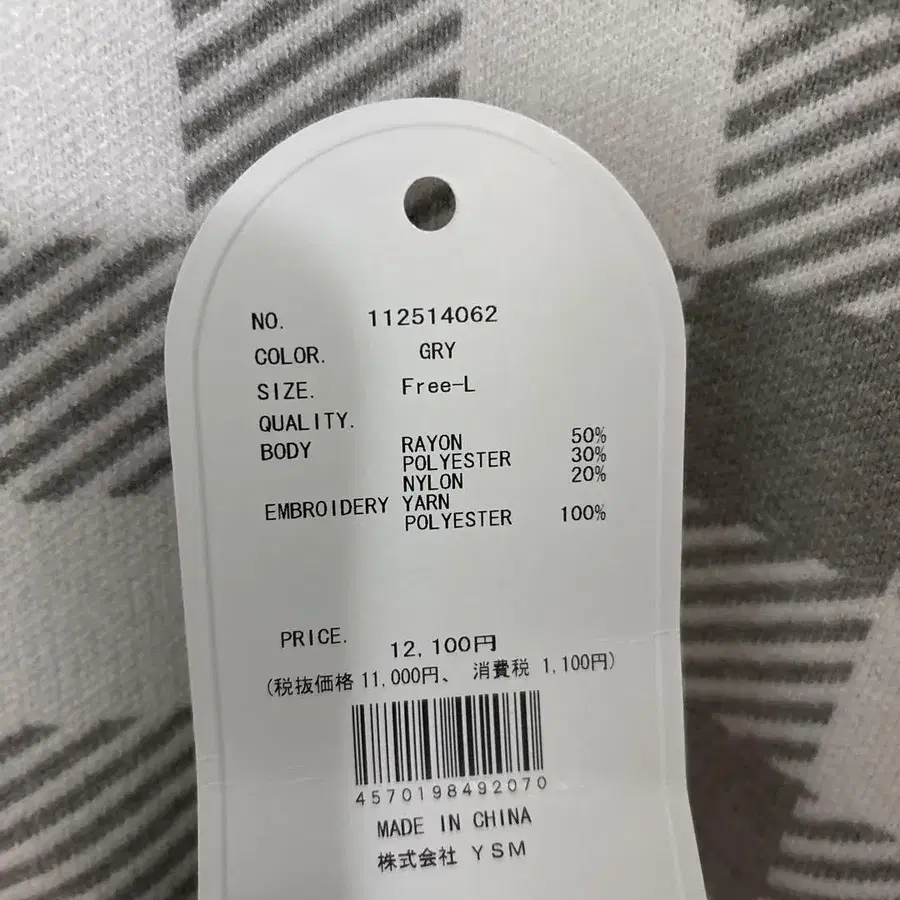 NO. 112514062
COLOR. GRY
SIZE. Free-L
QUALITY.
BODY RAYON 50%
POLYESTER 30%
NYLON 20%
EMBROIDERY YARN
POLYESTER 100%
PRICE. 12,100円
(税抜価格 11,000円、 消費税 1,100円)
4570198492070
MADE IN CHINA
株式会社 YSM